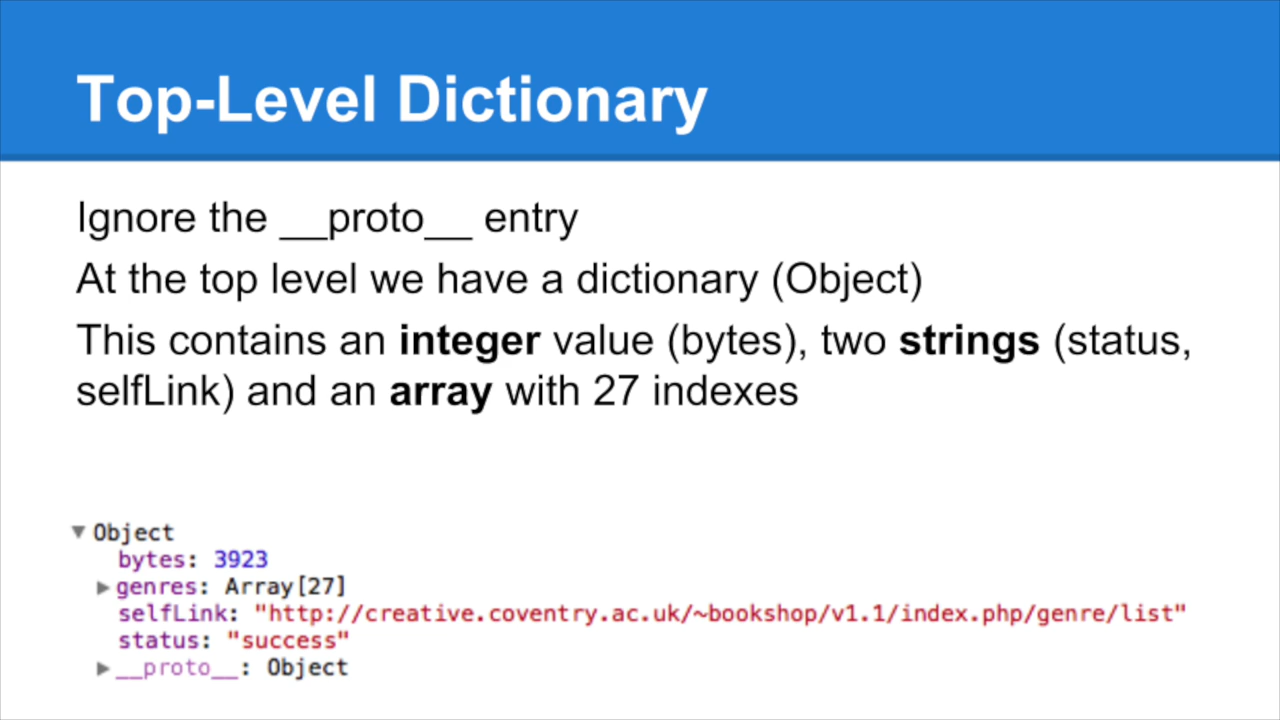 Top-Level Dictionary
Ignore the __proto__ entry
At the top level we have a dictionary (Object)
This contains an integer value (bytes), two strings (status,
selfLink) and an array with 27 indexes
▼ Object
bytes: 3923
▶ genres: Array[27]
selfLink: "http://creative.coventry.ac.uk/~bookshop/v1.1/index.php/genre/list"
status: "success"
▶ __proto__: Object